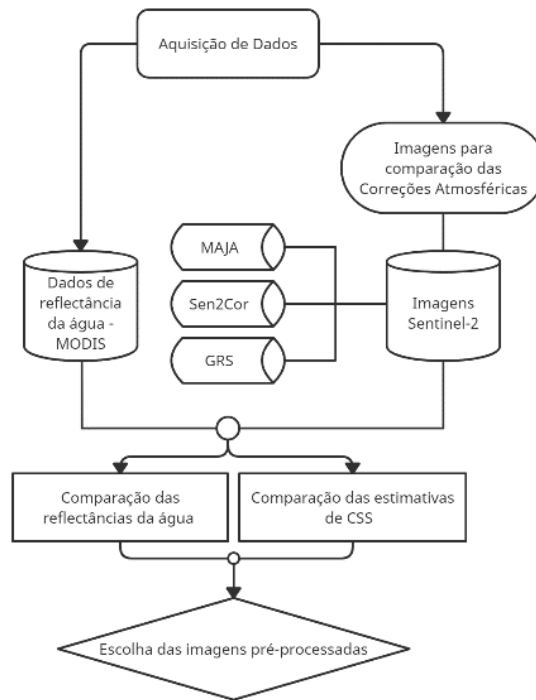 Aquisição de Dados
Imagens para
comparação das
Correções Atmosféricas
MAJA
Dados de
reflectância
da água -
MODIS
Sen2Cor
Imagens
Sentinel-2
GRS
Comparação das
reflectâncias da água
Comparação das estimativas
de CSS
Escolha das imagens pré-processadas